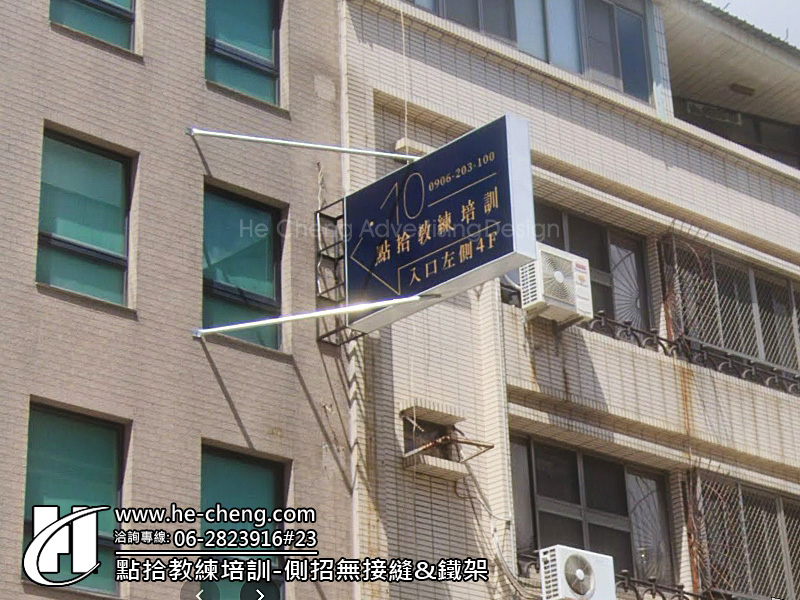 10
0906-203-100
點拾教練培訓
入口左側4F
He Cheng Advertising Design
www.he-cheng.com
洽詢專線: 06-2823916#23
點拾教練培訓-側招無接縫&鐵架